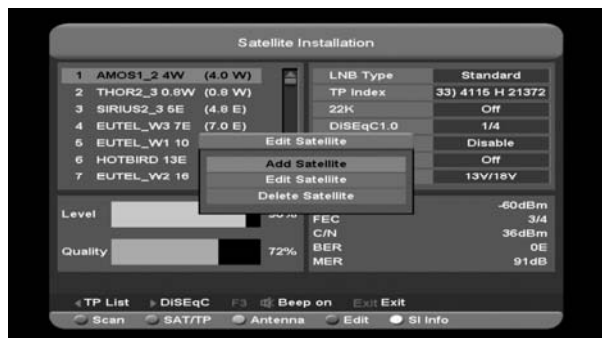 Satellite Installation
1 AMOS1_2 4W (4.0 W)
2 THOR2_3 0.8W (0.8 W)
3 SIRIUS2_3 5E (4.8 E)
4 EUTEL_W3 7E (7.0 E)
5 EUTEL_W1 10
6 HOTBIRD 13E
7 EUTEL_W2 16
LNB Type Standard
TP Index 33) 4115 H 21372
22K Off
DiSEqC1.0 1/4
Disable
Off
13V/18V
Edit Satellite
Add Satellite
Edit Satellite
Delete Satellite
Level
Quality 72%
-60dBm
FEC 3/4
C/N 36dBm
BER 0E
MER 91dB
TP List DiSEqC F3 Beep on Exit Exit
Scan SAT/TP Antenna Edit SI Info